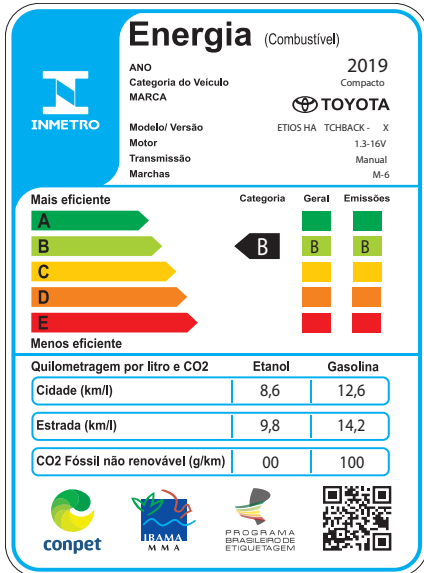 Energia (Combustível)
ANO 2019
Categoria do Veículo Compacto
MARCA TOYOTA
INMETRO
Modelo/ Versão ETIOS HA TCHBACK - X
Motor 1.3-16V
Transmissão Manual
Marchas M-6
Mais eficiente Categoria Geral Emissões
A
B B B B
C
D
E
Menos eficiente
Quilometragem por litro e CO2 Etanol Gasolina
Cidade (km/l) 8,6 12,6
Estrada (km/l) 9,8 14,2
CO2 Fóssil não renovável (g/km) 00 100
conpet
IBAMA
MMA
PROGRAMA
BRASILEIRO DE
ETIQUETAGEM